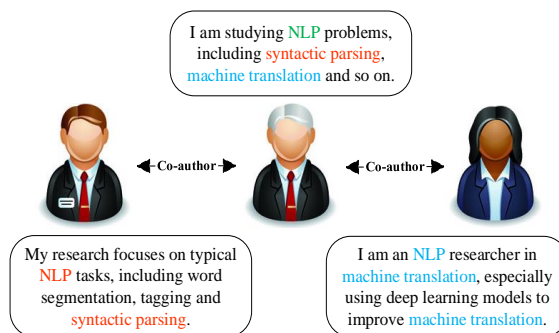 I am studying NLP problems,
including syntactic parsing,
machine translation and so on.
Co-author
Co-author
My research focuses on typical
NLP tasks, including word
segmentation, tagging and
syntactic parsing.
I am an NLP researcher in
machine translation, especially
using deep learning models to
improve machine translation.